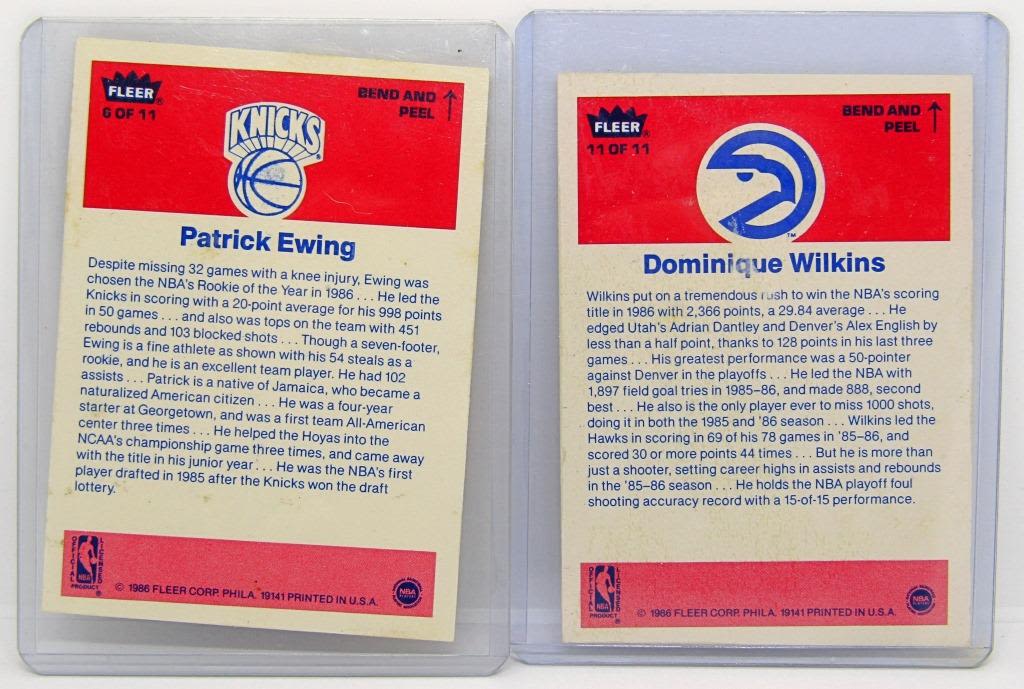 FLEER®
6 OF 11
BEND AND
PEEL
KNICKS®
Patrick Ewing
Despite missing 32 games with a knee injury, Ewing was
chosen the NBA's Rookie of the Year in 1986 . . . He led the
Knicks in scoring with a 20-point average for his 998 points
in 50 games . . . and also was tops on the team with 451
rebounds and 103 blocked shots . . . Though a seven-footer,
Ewing is a fine athlete as shown with his 54 steals as a
rookie, and he is an excellent team player. He had 102
assists . . . Patrick is a native of Jamaica, who became a
naturalized American citizen . . . He was a four-year
starter at Georgetown, and was a first team All-American
center three times . . . He helped the Hoyas into the
NCAA's championship game three times, and came away
with the title in his junior year . . . He was the NBA's first
player drafted in 1985 after the Knicks won the draft
lottery.
OFFICIAL
LICENSED
NBA
PRODUCT
®
© 1986 FLEER CORP. PHILA. 19141 PRINTED IN U.S.A.
NBA
PLAYERS
FLEER®
11 OF 11
BEND AND
PEEL
TM
Dominique Wilkins
Wilkins put on a tremendous rush to win the NBA's scoring
title in 1986 with 2,366 points, a 29.84 average . . . He
edged Utah's Adrian Dantley and Denver's Alex English by
less than a half point, thanks to 128 points in his last three
games . . . His greatest performance was a 50-pointer
against Denver in the playoffs . . . He led the NBA with
1,897 field goal tries in 1985–86, and made 888, second
best . . . He also is the only player ever to miss 1000 shots,
doing it in both the 1985 and '86 season . . . Wilkins led the
Hawks in scoring in 69 of his 78 games in '85–86, and
scored 30 or more points 44 times . . . But he is more than
just a shooter, setting career highs in assists and rebounds
in the '85–86 season . . . He holds the NBA playoff foul
shooting accuracy record with a 15-of-15 performance.
OFFICIAL
LICENSED
NBA
PRODUCT
®
© 1986 FLEER CORP. PHILA. 19141 PRINTED IN U.S.A.
NBA
PLAYERS